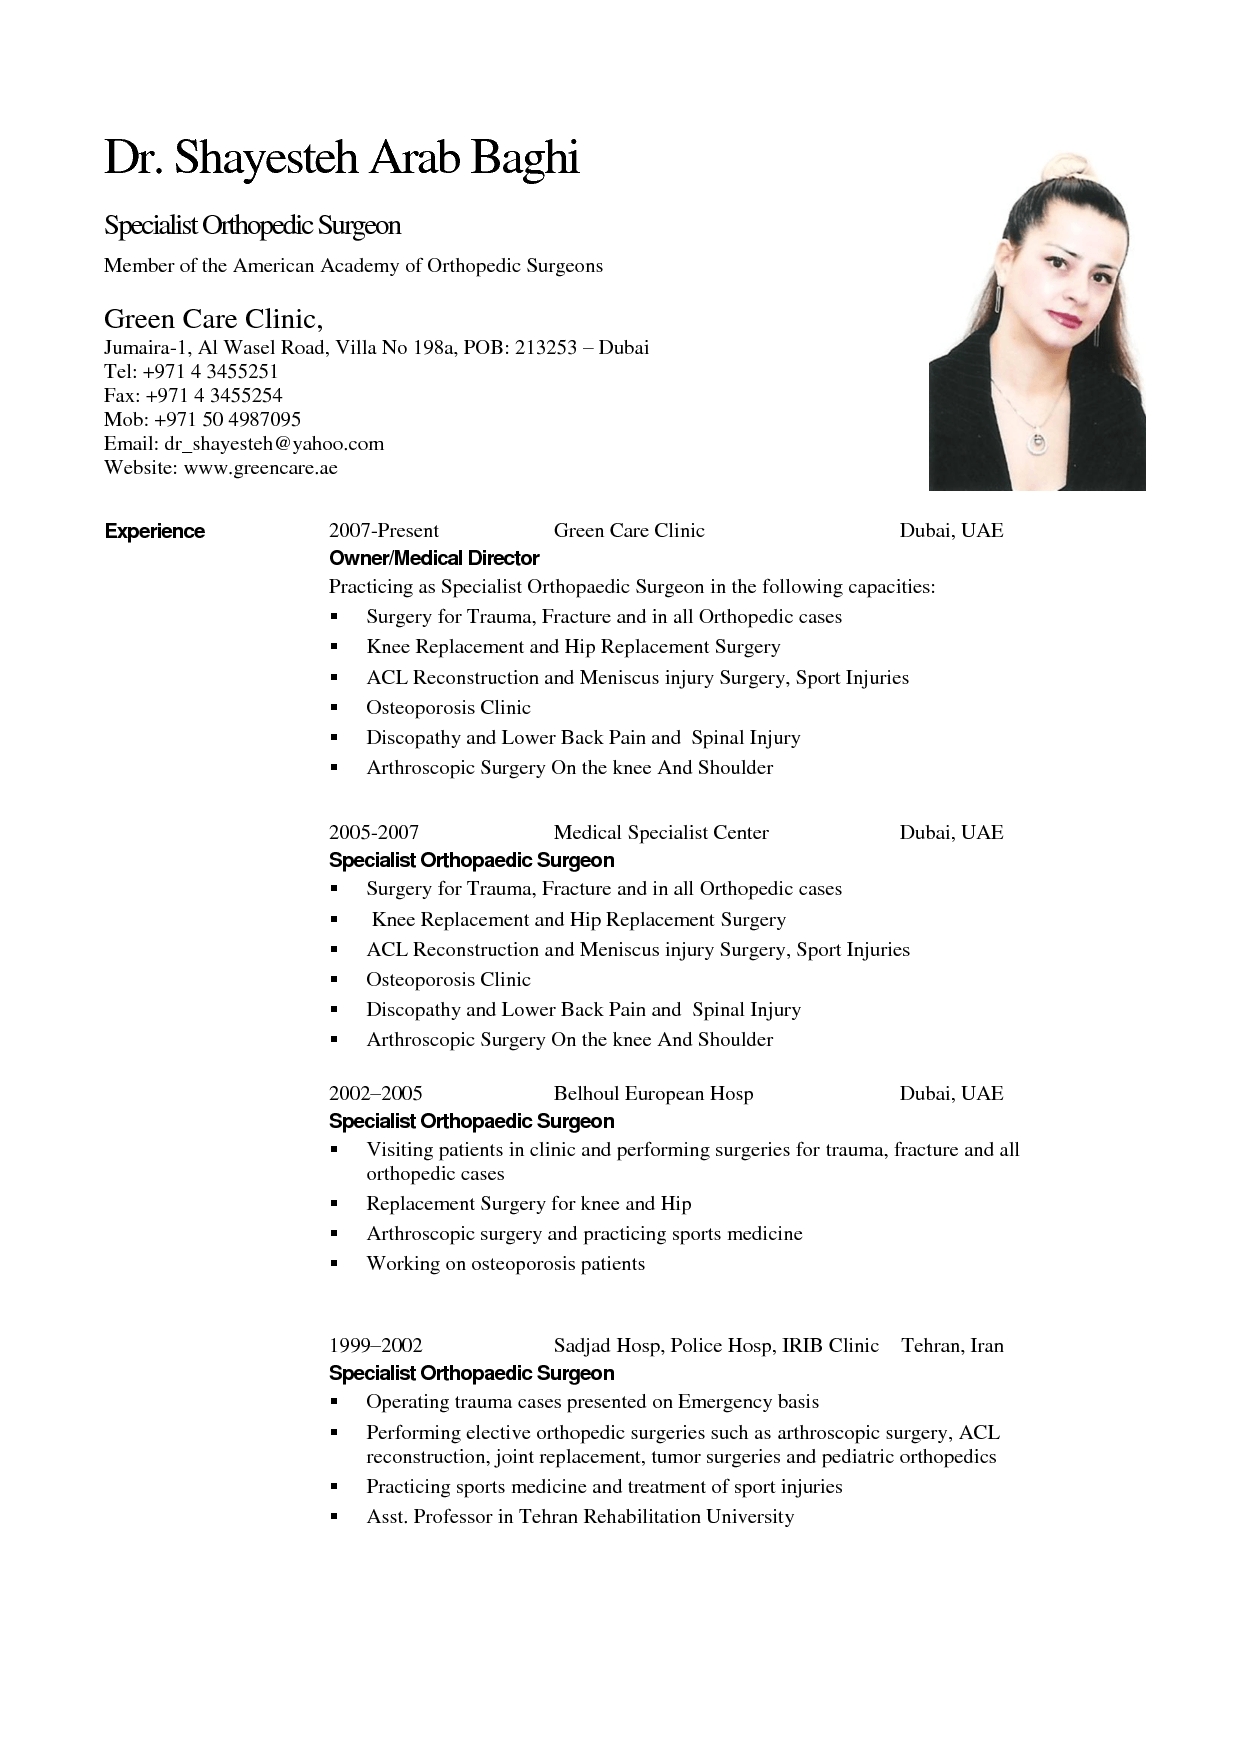 Dr. Shayesteh Arab Baghi
Specialist Orthopedic Surgeon
Member of the American Academy of Orthopedic Surgeons
Green Care Clinic,
Jumaira-1, Al Wasel Road, Villa No 198a, POB: 213253 – Dubai
Tel: +971 4 3455251
Fax: +971 4 3455254
Mob: +971 50 4987095
Email: dr_shayesteh@yahoo.com
Website: www.greencare.ae
Experience 2007-Present Green Care Clinic Dubai, UAE
Owner/Medical Director
Practicing as Specialist Orthopaedic Surgeon in the following capacities:
▪ Surgery for Trauma, Fracture and in all Orthopedic cases
▪ Knee Replacement and Hip Replacement Surgery
▪ ACL Reconstruction and Meniscus injury Surgery, Sport Injuries
▪ Osteoporosis Clinic
▪ Discopathy and Lower Back Pain and  Spinal Injury
▪ Arthroscopic Surgery On the knee And Shoulder
2005-2007 Medical Specialist Center Dubai, UAE
Specialist Orthopaedic Surgeon
▪ Surgery for Trauma, Fracture and in all Orthopedic cases
▪ Knee Replacement and Hip Replacement Surgery
▪ ACL Reconstruction and Meniscus injury Surgery, Sport Injuries
▪ Osteoporosis Clinic
▪ Discopathy and Lower Back Pain and  Spinal Injury
▪ Arthroscopic Surgery On the knee And Shoulder
2002–2005 Belhoul European Hosp Dubai, UAE
Specialist Orthopaedic Surgeon
▪ Visiting patients in clinic and performing surgeries for trauma, fracture and all
orthopedic cases
▪ Replacement Surgery for knee and Hip
▪ Arthroscopic surgery and practicing sports medicine
▪ Working on osteoporosis patients
1999–2002 Sadjad Hosp, Police Hosp, IRIB Clinic Tehran, Iran
Specialist Orthopaedic Surgeon
▪ Operating trauma cases presented on Emergency basis
▪ Performing elective orthopedic surgeries such as arthroscopic surgery, ACL
reconstruction, joint replacement, tumor surgeries and pediatric orthopedics
▪ Practicing sports medicine and treatment of sport injuries
▪ Asst. Professor in Tehran Rehabilitation University